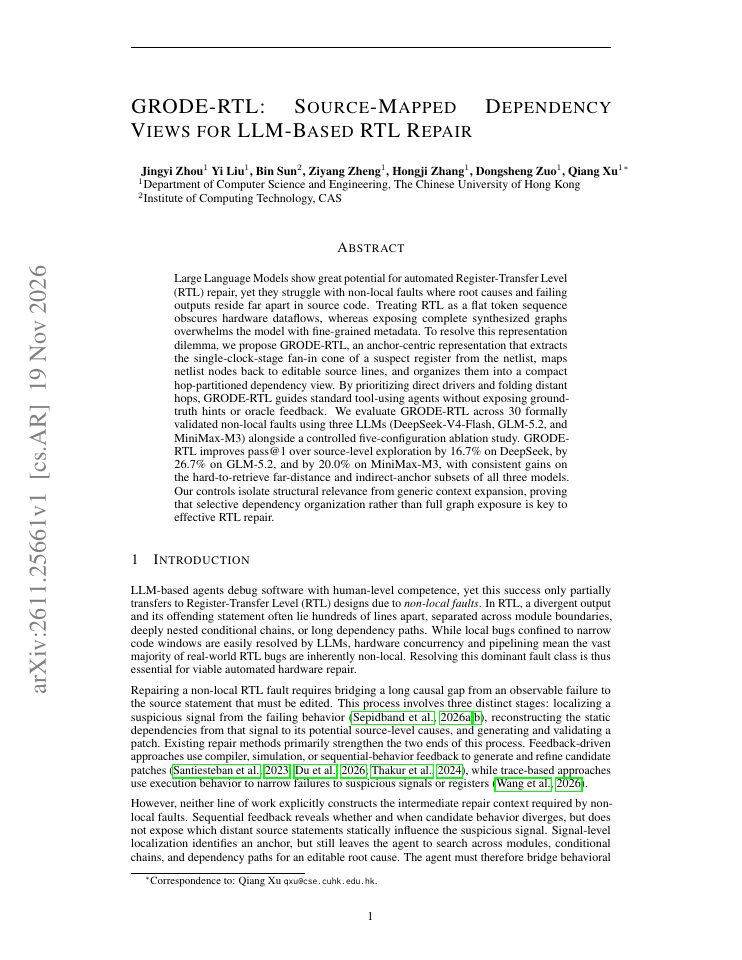 GRODE-RTL: SOURCE-MAPPED DEPENDENCY
VIEWS FOR LLM-BASED RTL REPAIR
Jingyi Zhou¹ Yi Liu¹, Bin Sun², Ziyang Zheng¹, Hongji Zhang¹, Dongsheng Zuo¹, Qiang Xu¹*
¹Department of Computer Science and Engineering, The Chinese University of Hong Kong
²Institute of Computing Technology, CAS
ABSTRACT
Large Language Models show great potential for automated Register-Transfer Level
(RTL) repair, yet they struggle with non-local faults where root causes and failing
outputs reside far apart in source code. Treating RTL as a flat token sequence
obscures hardware dataflows, whereas exposing complete synthesized graphs
overwhelms the model with fine-grained metadata. To resolve this representation
dilemma, we propose GRODE-RTL, an anchor-centric representation that extracts
the single-clock-stage fan-in cone of a suspect register from the netlist, maps
netlist nodes back to editable source lines, and organizes them into a compact
hop-partitioned dependency view. By prioritizing direct drivers and folding distant
hops, GRODE-RTL guides standard tool-using agents without exposing ground-
truth hints or oracle feedback. We evaluate GRODE-RTL across 30 formally
validated non-local faults using three LLMs (DeepSeek-V4-Flash, GLM-5.2, and
MiniMax-M3) alongside a controlled five-configuration ablation study. GRODE-
RTL improves pass@1 over source-level exploration by 16.7% on DeepSeek, by
26.7% on GLM-5.2, and by 20.0% on MiniMax-M3, with consistent gains on
the hard-to-retrieve far-distance and indirect-anchor subsets of all three models.
Our controls isolate structural relevance from generic context expansion, proving
that selective dependency organization rather than full graph exposure is key to
effective RTL repair.
1 INTRODUCTION
LLM-based agents debug software with human-level competence, yet this success only partially
transfers to Register-Transfer Level (RTL) designs due to non-local faults. In RTL, a divergent output
and its offending statement often lie hundreds of lines apart, separated across module boundaries,
deeply nested conditional chains, or long dependency paths. While local bugs confined to narrow
code windows are easily resolved by LLMs, hardware concurrency and pipelining mean the vast
majority of real-world RTL bugs are inherently non-local. Resolving this dominant fault class is thus
essential for viable automated hardware repair.
Repairing a non-local RTL fault requires bridging a long causal gap from an observable failure to
the source statement that must be edited. This process involves three distinct stages: localizing a
suspicious signal from the failing behavior (Sepidband et al., 2026a;b), reconstructing the static
dependencies from that signal to its potential source-level causes, and generating and validating a
patch. Existing repair methods primarily strengthen the two ends of this process. Feedback-driven
approaches use compiler, simulation, or sequential-behavior feedback to generate and refine candidate
patches (Santiesteban et al., 2023; Du et al., 2026; Thakur et al., 2024), while trace-based approaches
use execution behavior to narrow failures to suspicious signals or registers (Wang et al., 2026).
However, neither line of work explicitly constructs the intermediate repair context required by non-
local faults. Sequential feedback reveals whether and when candidate behavior diverges, but does
not expose which distant source statements statically influence the suspicious signal. Signal-level
localization identifies an anchor, but still leaves the agent to search across modules, conditional
chains, and dependency paths for an editable root cause. The agent must therefore bridge behavioral
*Correspondence to: Qiang Xu qxu@cse.cuhk.edu.hk.
1
arXiv:2611.25661v1 [cs.AR] 19 Nov 2026